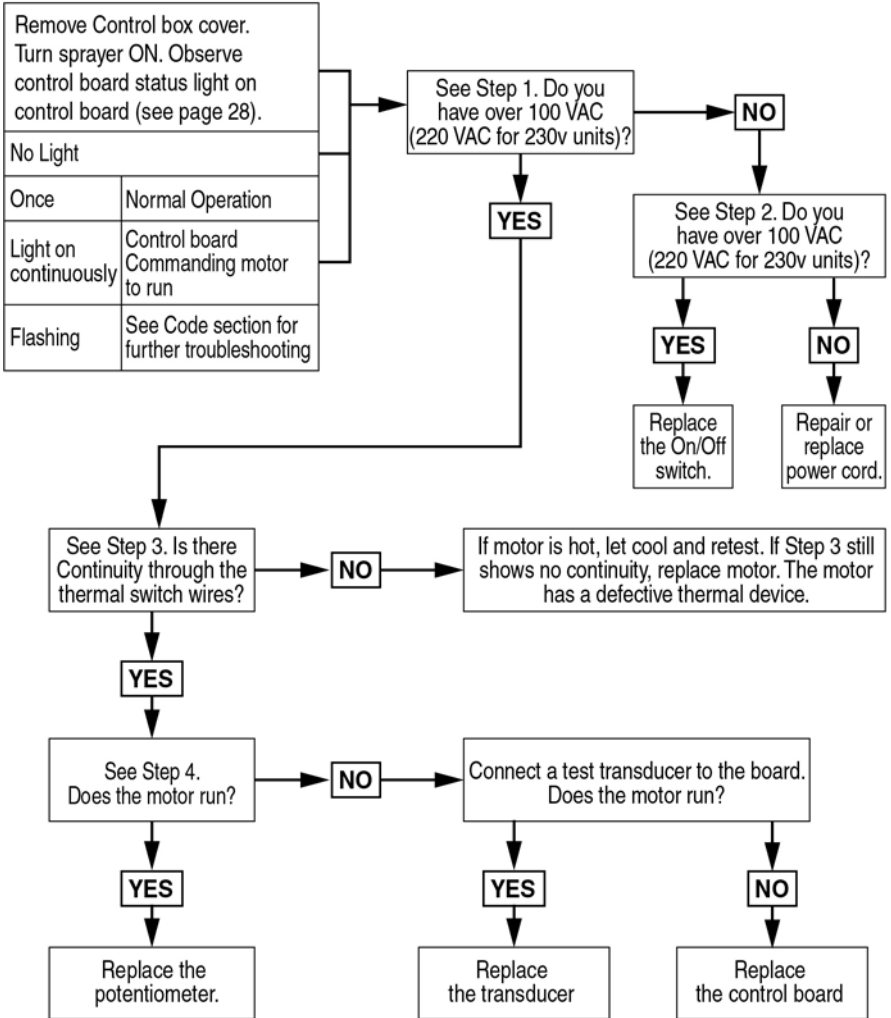 Remove Control box cover.
Turn sprayer ON. Observe
control board status light on
control board (see page 28).
No Light
Once
Normal Operation
Light on
continuously
Control board
Commanding motor
to run
Flashing
See Code section for
further troubleshooting
See Step 1. Do you
have over 100 VAC
(220 VAC for 230v units)?
NO
YES
See Step 2. Do you
have over 100 VAC
(220 VAC for 230v units)?
YES
NO
Replace
the On/Off
switch.
Repair or
replace
power cord.
See Step 3. Is there
Continuity through the
thermal switch wires?
NO
If motor is hot, let cool and retest. If Step 3 still
shows no continuity, replace motor. The motor
has a defective thermal device.
YES
See Step 4.
Does the motor run?
NO
Connect a test transducer to the board.
Does the motor run?
YES
YES
NO
Replace the
potentiometer.
Replace
the transducer
Replace
the control board